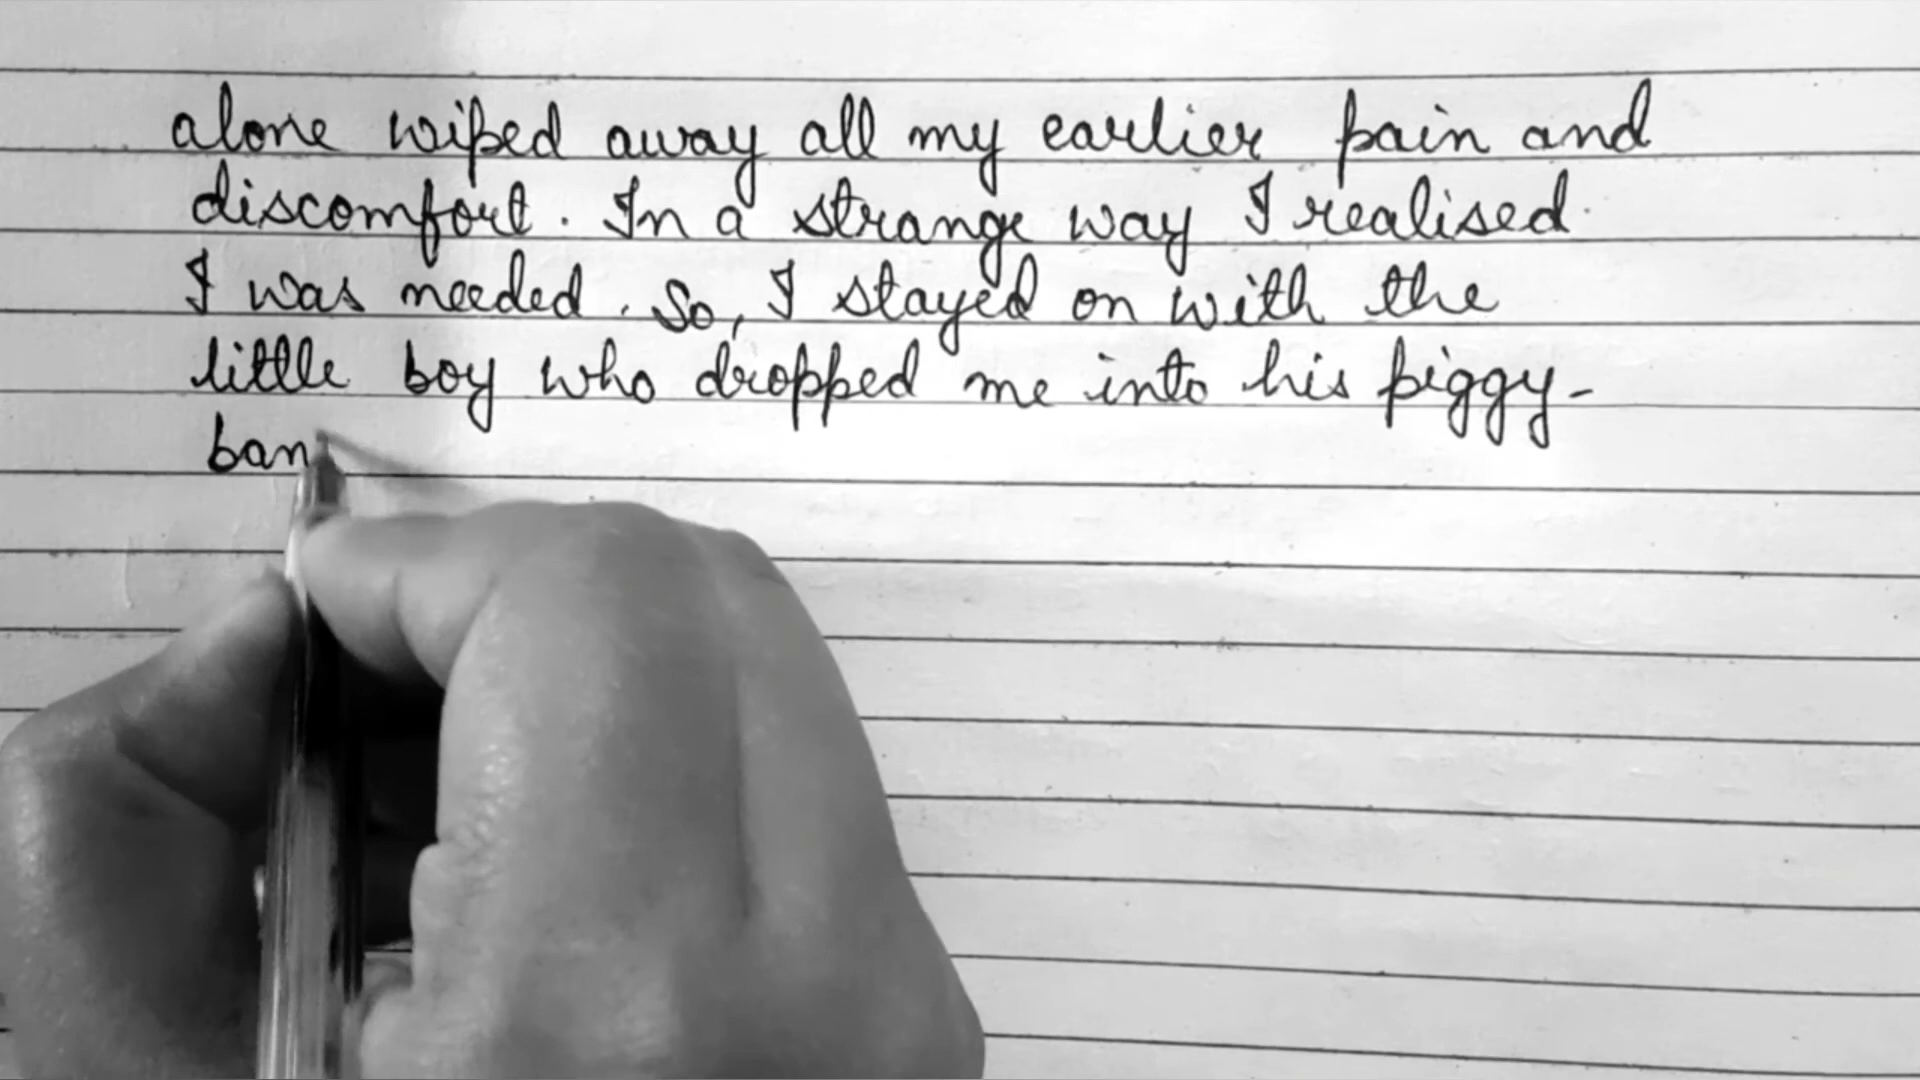 alone wiped away all my earlier pain and
discomfort. In a strange way I realised
I was needed. So, I stayed on with the
little boy who dropped me into his piggy-
ban